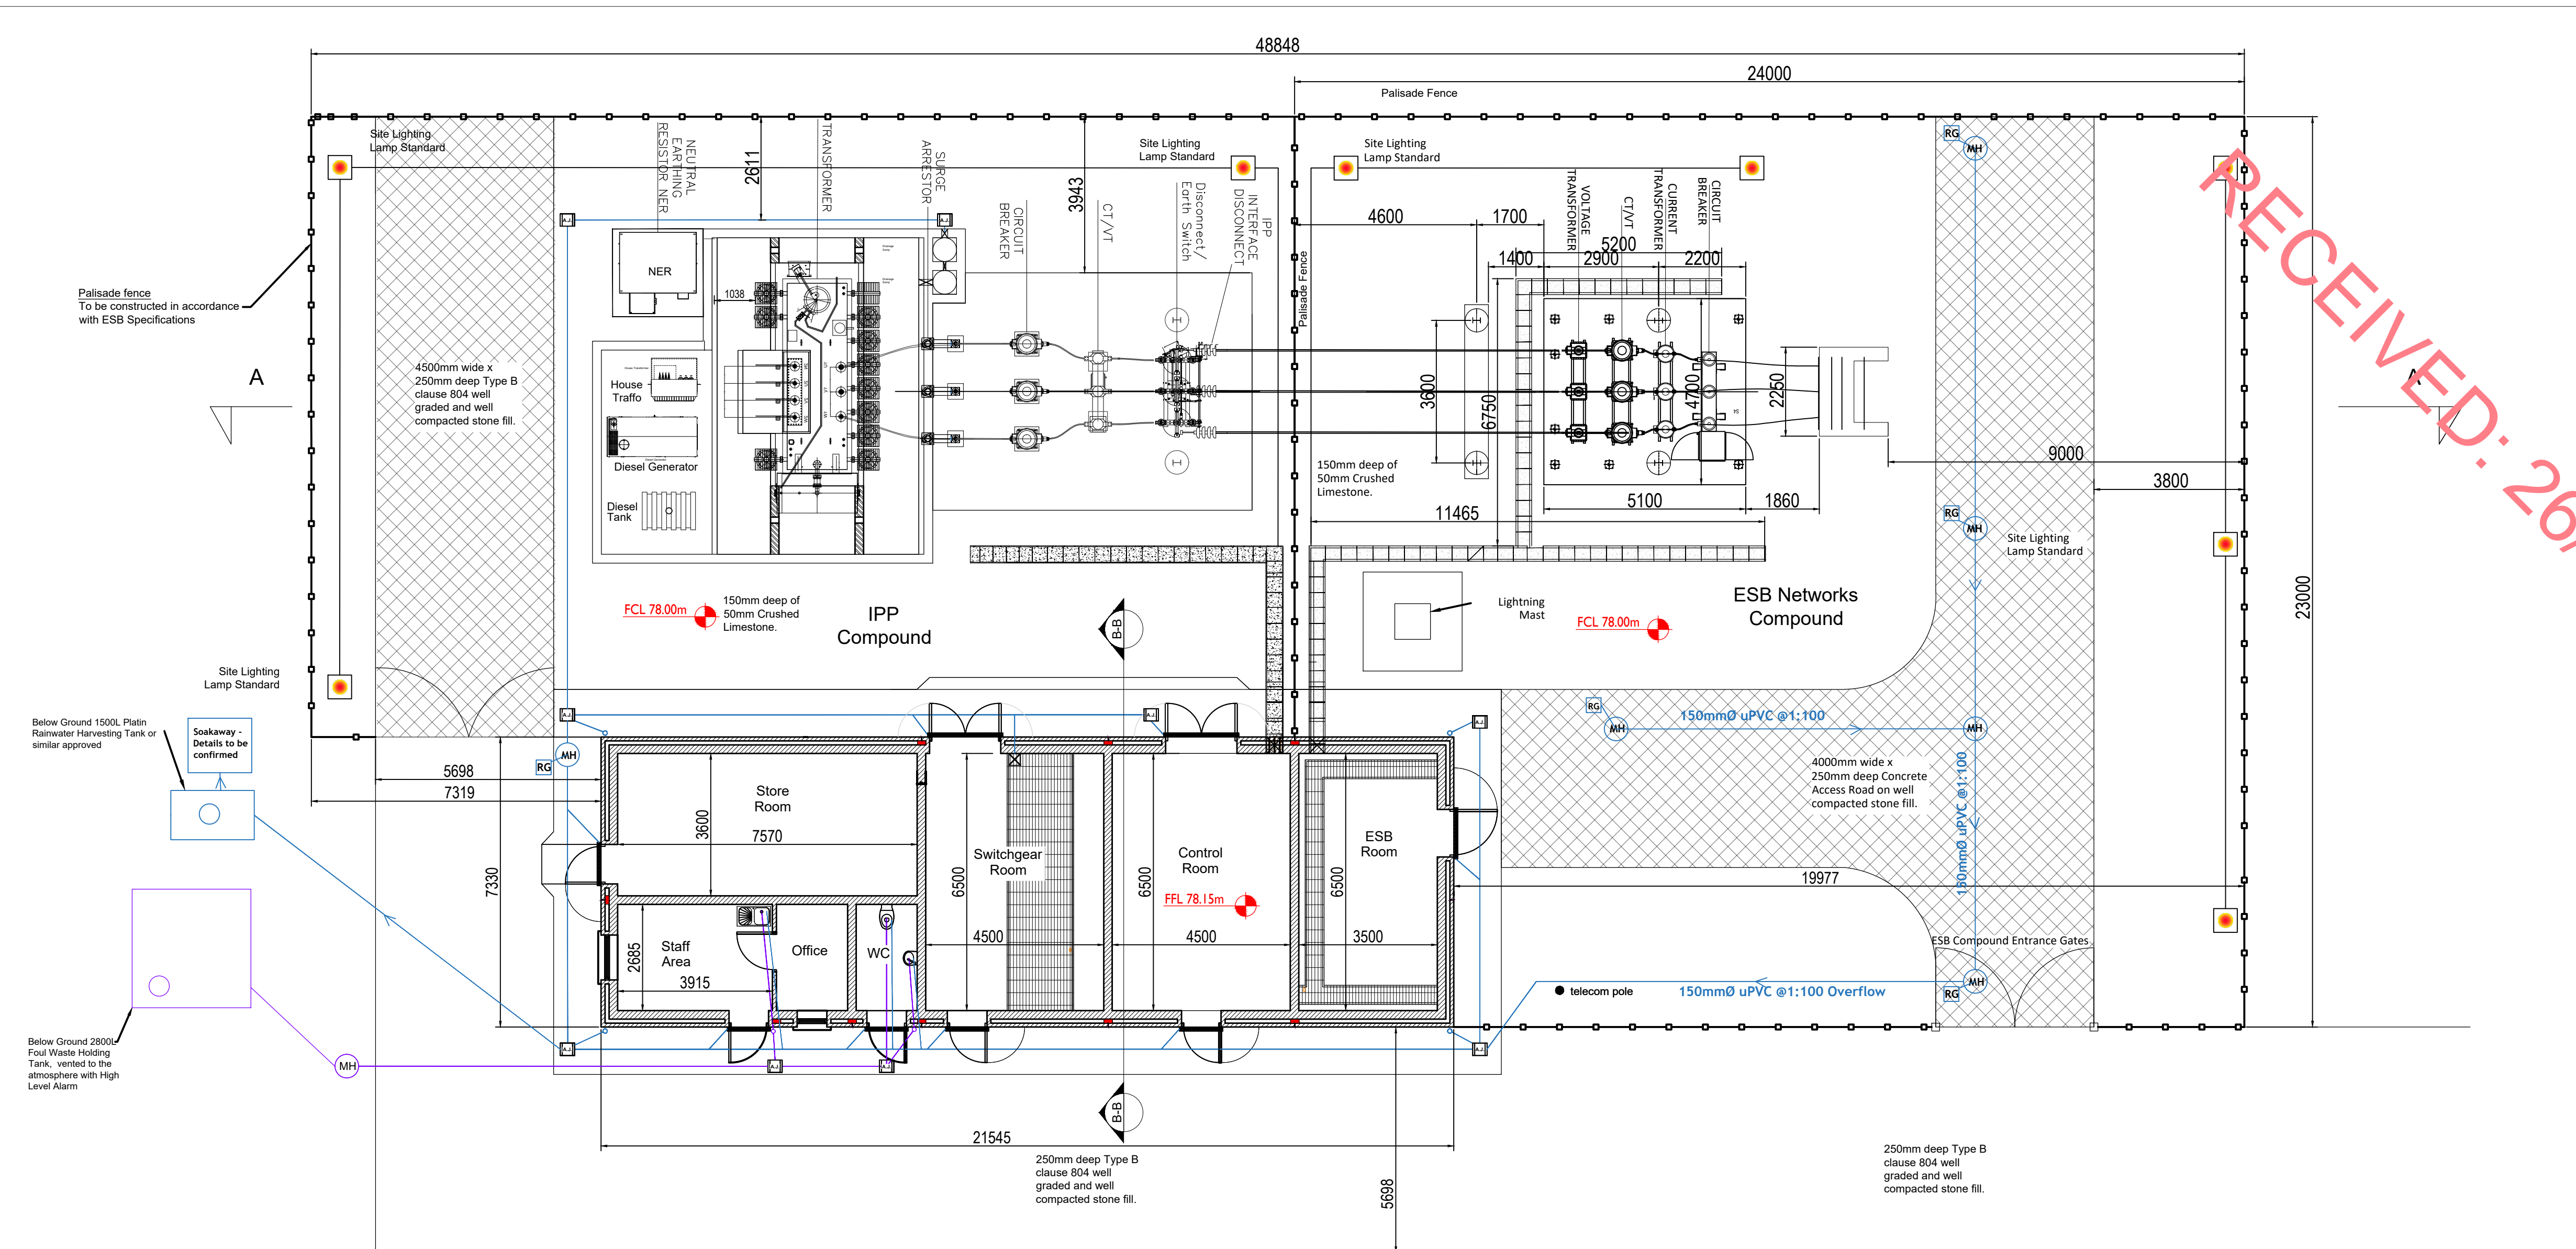 48848
24000
Palisade Fence
Site Lighting
Lamp Standard
NEUTRAL
EARTHING
RESISTOR NER
2611
TRANSFORMER
SURGE
ARRESTOR
CIRCUIT
BREAKER
3943
CT/VT
Disconnect/
Earth Switch
IPP
INTERFACE
DISCONNECT
Site Lighting
Lamp Standard
Palisade Fence
Site Lighting
Lamp Standard
4600
1700
VOLTAGE
TRANSFORMER
CT/VT
CURRENT
TRANSFORMER
CIRCUIT
BREAKER
5200
1400
2900
2200
RG
MH
RECEIVED: 26/
Palisade fence
To be constructed in accordance
with ESB Specifications
A
A
4500mm wide x
250mm deep Type B
clause 804 well
graded and well
compacted stone fill.
NER
1038
House
Traffo
Diesel Generator
Diesel
Tank
A.J.
A.J.
3600
6750
4700
2250
150mm deep of
50mm Crushed
Limestone.
5100
1860
11465
9000
3800
RG
MH
Site Lighting
Lamp Standard
23000
FCL 78.00m
150mm deep of
50mm Crushed
Limestone.
IPP
Compound
B-B
Lightning
Mast
FCL 78.00m
ESB Networks
Compound
Site Lighting
Lamp Standard
Below Ground 1500L Platin
Rainwater Harvesting Tank or
similar approved
Soakaway -
Details to be
confirmed
A.J.
A.J.
A.J.
RG
MH
RG
MH
150mmØ uPVC @1:100
MH
150mmØ uPVC @1:100
5698
7319
7330
Store
Room
3600
7570
Switchgear
Room
6500
4500
Control
Room
6500
FFL 78.15m
4500
ESB
Room
6500
3500
4000mm wide x
250mm deep Concrete
Access Road on well
compacted stone fill.
19977
Staff
Area
2685
3915
Office
WC
ESB Compound Entrance Gates
MH
RG
telecom pole
150mmØ uPVC @1:100 Overflow
Below Ground 2800L
Foul Waste Holding
Tank, vented to the
atmosphere with High
Level Alarm
MH
A.J.
A.J.
A.J.
A.J.
B-B
21545
250mm deep Type B
clause 804 well
graded and well
compacted stone fill.
5698
250mm deep Type B
clause 804 well
graded and well
compacted stone fill.